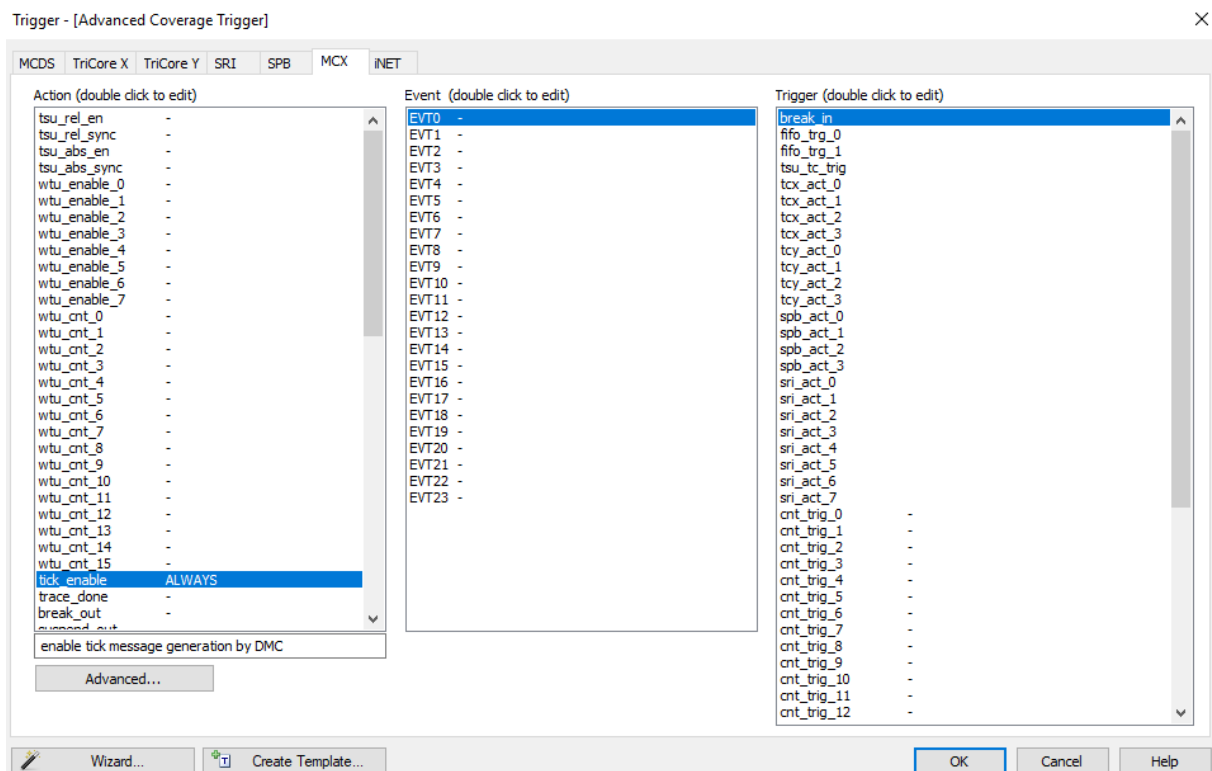 Trigger - [Advanced Coverage Trigger]
MCDS TriCore X TriCore Y SRI SPB MCX iNET
Action (double click to edit)
tsu_rel_en -
tsu_rel_sync -
tsu_abs_en -
tsu_abs_sync -
wtu_enable_0 -
wtu_enable_1 -
wtu_enable_2 -
wtu_enable_3 -
wtu_enable_4 -
wtu_enable_5 -
wtu_enable_6 -
wtu_enable_7 -
wtu_cnt_0 -
wtu_cnt_1 -
wtu_cnt_2 -
wtu_cnt_3 -
wtu_cnt_4 -
wtu_cnt_5 -
wtu_cnt_6 -
wtu_cnt_7 -
wtu_cnt_8 -
wtu_cnt_9 -
wtu_cnt_10 -
wtu_cnt_11 -
wtu_cnt_12 -
wtu_cnt_13 -
wtu_cnt_14 -
wtu_cnt_15 -
tick_enable ALWAYS
trace_done -
break_out -
suspend_out -
enable tick message generation by DMC
Advanced...
Event (double click to edit)
EVT0 -
EVT1 -
EVT2 -
EVT3 -
EVT4 -
EVT5 -
EVT6 -
EVT7 -
EVT8 -
EVT9 -
EVT10 -
EVT11 -
EVT12 -
EVT13 -
EVT14 -
EVT15 -
EVT16 -
EVT17 -
EVT18 -
EVT19 -
EVT20 -
EVT21 -
EVT22 -
EVT23 -
Trigger (double click to edit)
break_in
fifo_trg_0
fifo_trg_1
tsu_tc_trig
tcx_act_0
tcx_act_1
tcx_act_2
tcx_act_3
tcy_act_0
tcy_act_1
tcy_act_2
tcy_act_3
spb_act_0
spb_act_1
spb_act_2
spb_act_3
sri_act_0
sri_act_1
sri_act_2
sri_act_3
sri_act_4
sri_act_5
sri_act_6
sri_act_7
cnt_trig_0 -
cnt_trig_1 -
cnt_trig_2 -
cnt_trig_3 -
cnt_trig_4 -
cnt_trig_5 -
cnt_trig_6 -
cnt_trig_7 -
cnt_trig_8 -
cnt_trig_9 -
cnt_trig_10 -
cnt_trig_11 -
cnt_trig_12 -
Wizard... Create Template... OK Cancel Help